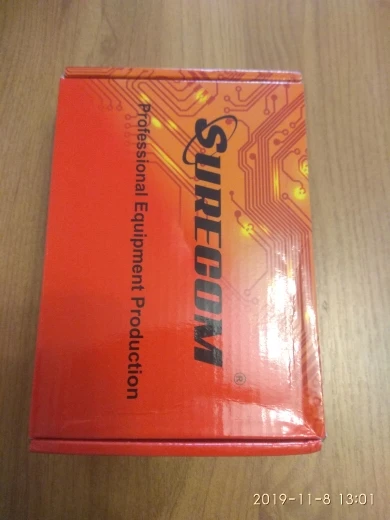 SURECOM®
Professional Equipment Production
2019-11-8 13:01